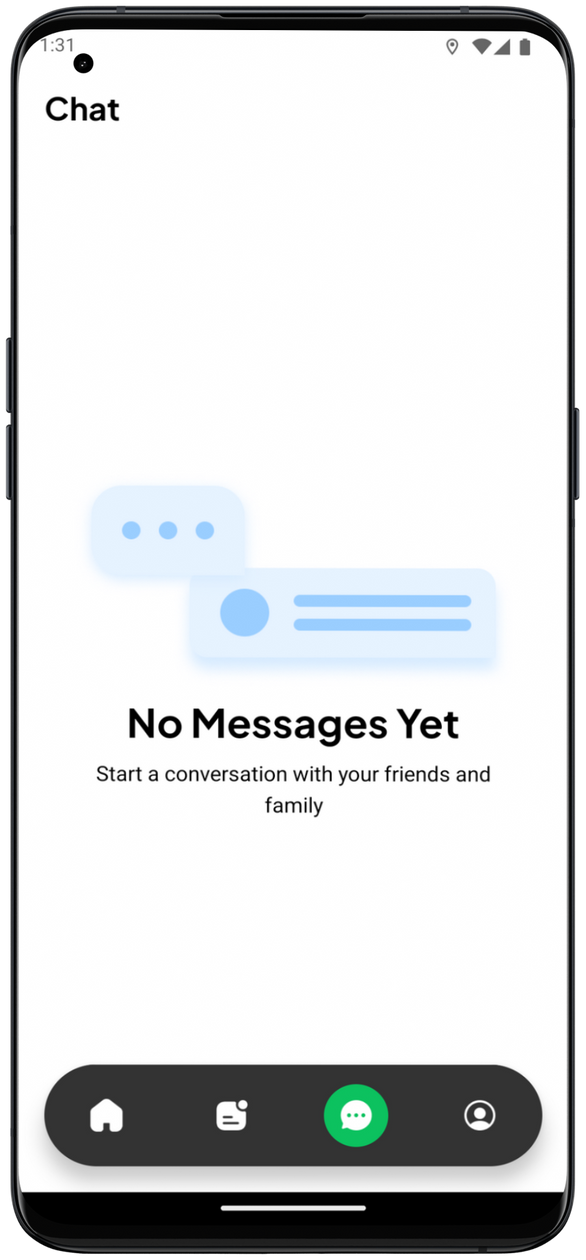 1:31
Chat
No Messages Yet
Start a conversation with your friends and
family